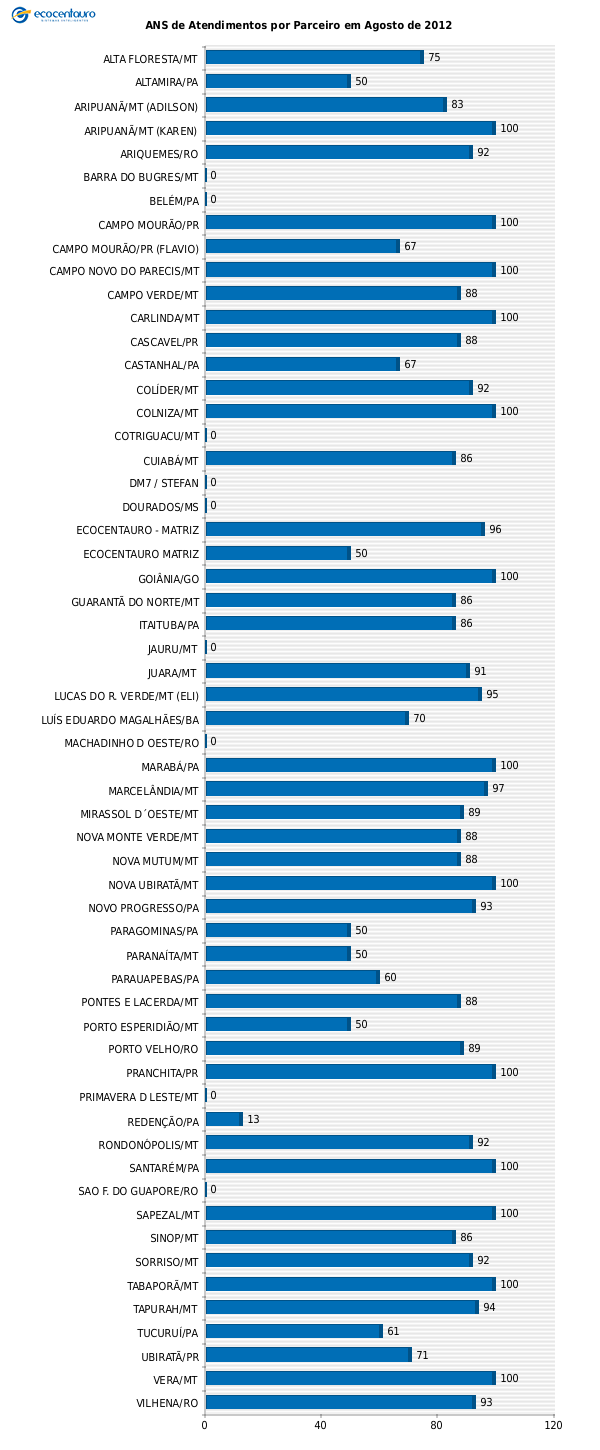 ecocentauro
ANS de Atendimentos por Parceiro em Agosto de 2012
ALTA FLORESTA/MT 75
ALTAMIRA/PA 50
ARIPUANÃ/MT (ADILSON) 83
ARIPUANÃ/MT (KAREN) 100
ARIQUEMES/RO 92
BARRA DO BUGRES/MT 0
BELÉM/PA 0
CAMPO MOURÃO/PR 100
CAMPO MOURÃO/PR (FLAVIO) 67
CAMPO NOVO DO PARECIS/MT 100
CAMPO VERDE/MT 88
CARLINDA/MT 100
CASCAVEL/PR 88
CASTANHAL/PA 67
COLÍDER/MT 92
COLNIZA/MT 100
COTRIGUACU/MT 0
CUIABÁ/MT 86
DM7 / STEFAN 0
DOURADOS/MS 0
ECOCENTAURO - MATRIZ 96
ECOCENTAURO MATRIZ 50
GOIÂNIA/GO 100
GUARANTÃ DO NORTE/MT 86
ITAITUBA/PA 86
JAURU/MT 0
JUARA/MT 91
LUCAS DO R. VERDE/MT (ELI) 95
LUÍS EDUARDO MAGALHÃES/BA 70
MACHADINHO D OESTE/RO 0
MARABÁ/PA 100
MARCELÂNDIA/MT 97
MIRASSOL D´OESTE/MT 89
NOVA MONTE VERDE/MT 88
NOVA MUTUM/MT 88
NOVA UBIRATÃ/MT 100
NOVO PROGRESSO/PA 93
PARAGOMINAS/PA 50
PARANAÍTA/MT 50
PARAUAPEBAS/PA 60
PONTES E LACERDA/MT 88
PORTO ESPERIDIÃO/MT 50
PORTO VELHO/RO 89
PRANCHITA/PR 100
PRIMAVERA D LESTE/MT 0
REDENÇÃO/PA 13
RONDONÓPOLIS/MT 92
SANTARÉM/PA 100
SAO F. DO GUAPORE/RO 0
SAPEZAL/MT 100
SINOP/MT 86
SORRISO/MT 92
TABAPORÃ/MT 100
TAPURAH/MT 94
TUCURUÍ/PA 61
UBIRATÃ/PR 71
VERA/MT 100
VILHENA/RO 93
0 40 80 120